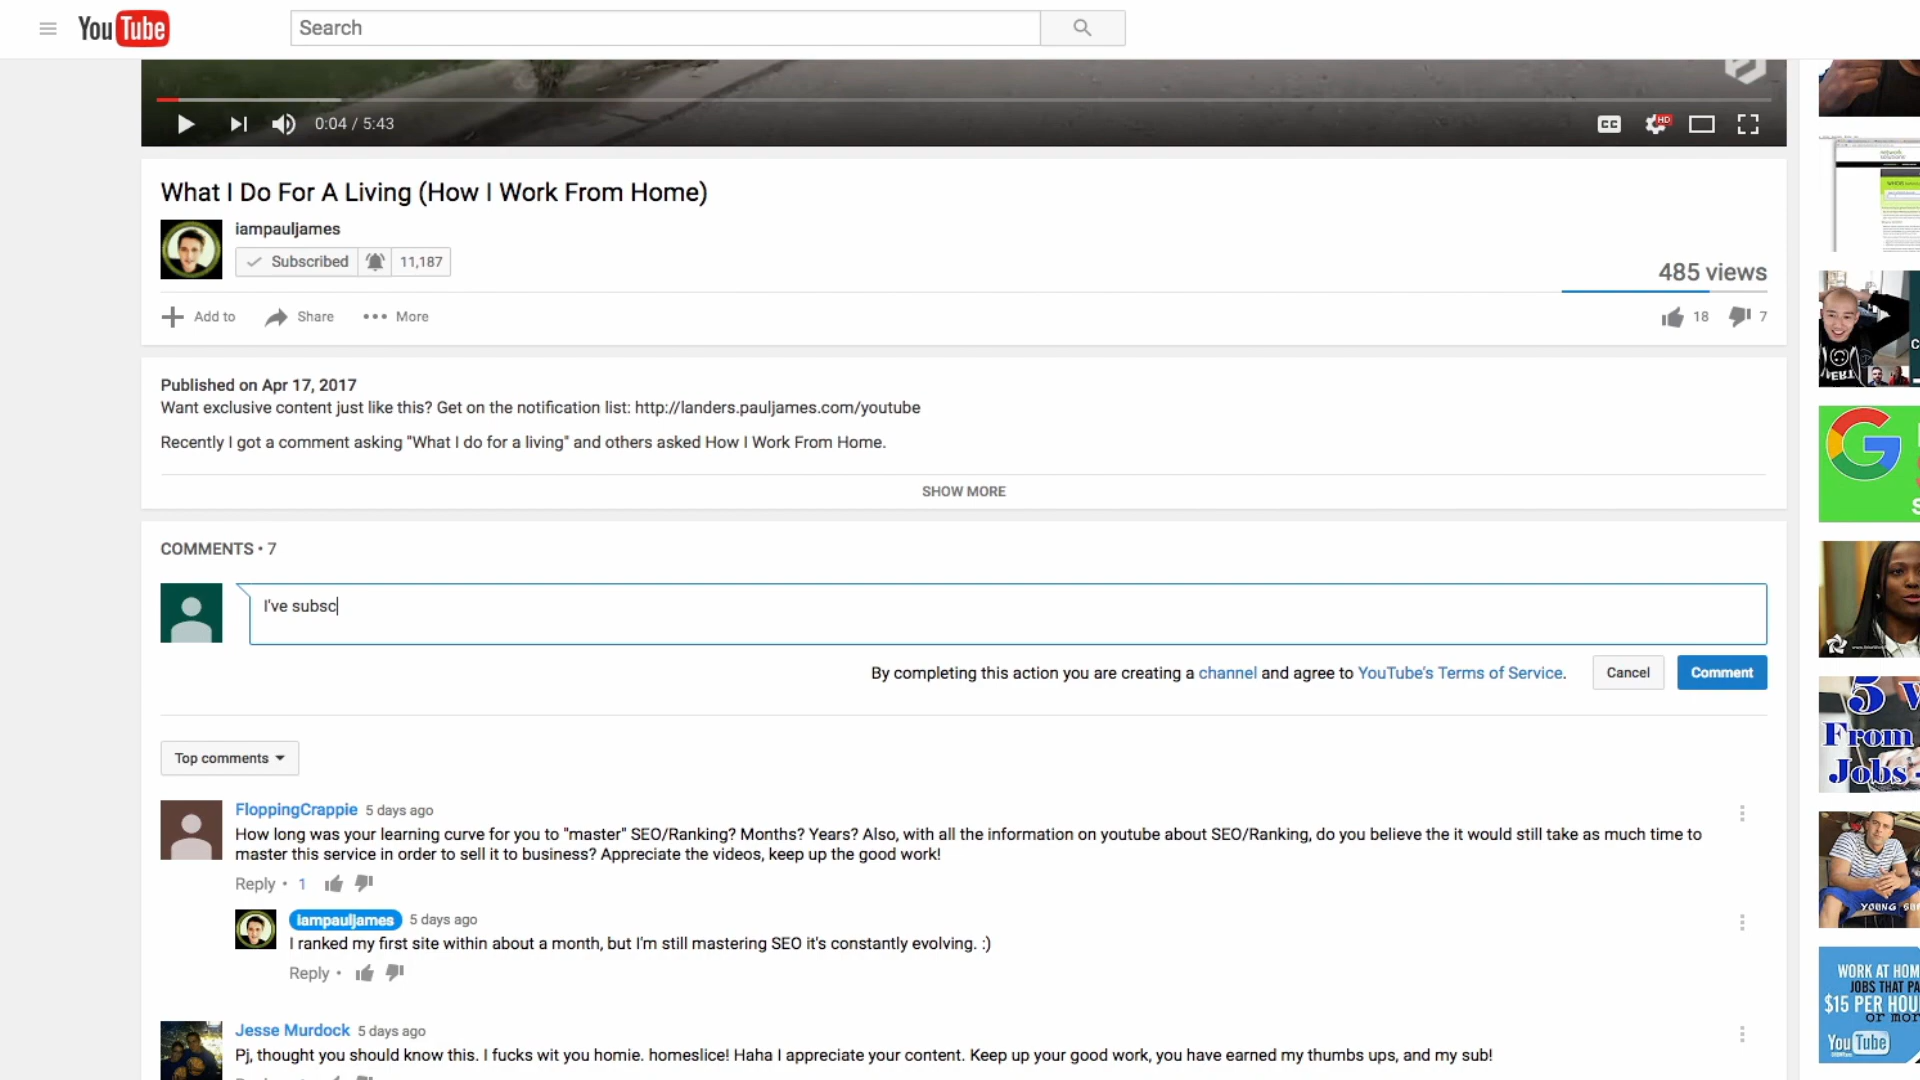 YouTube
Search
0:04 / 5:43
CC
HD
What I Do For A Living (How I Work From Home)
iampauljames
Subscribed
11,187
485 views
Add to
Share
More
18
7
Published on Apr 17, 2017
Want exclusive content just like this? Get on the notification list: http://landers.pauljames.com/youtube
Recently I got a comment asking "What I do for a living" and others asked How I Work From Home.
SHOW MORE
COMMENTS • 7
I've subsc
By completing this action you are creating a channel and agree to YouTube's Terms of Service.
Cancel
Comment
Top comments
FloppingCrappie 5 days ago
How long was your learning curve for you to "master" SEO/Ranking? Months? Years? Also, with all the information on youtube about SEO/Ranking, do you believe the it would still take as much time to
master this service in order to sell it to business? Appreciate the videos, keep up the good work!
Reply • 1
iampauljames 5 days ago
I ranked my first site within about a month, but I'm still mastering SEO it's constantly evolving. :)
Reply •
Jesse Murdock 5 days ago
Pj, thought you should know this. I fucks wit you homie. homeslice! Haha I appreciate your content. Keep up your good work, you have earned my thumbs ups, and my sub!
5
From
Jobs
YOUNG
WORK AT HOM
JOBS THAT PA
$15 PER HOU
or mor
YouTube